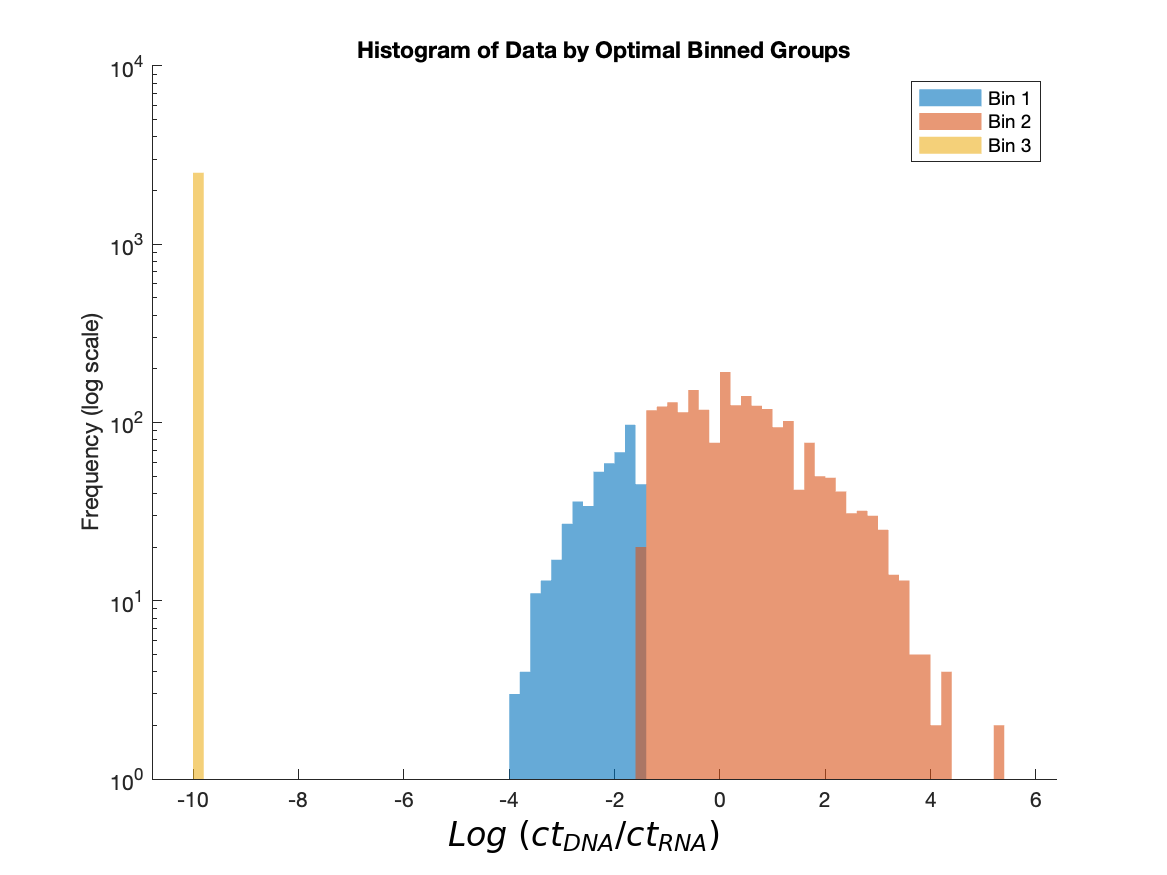 Histogram of Data by Optimal Binned Groups
10^4
10^3
10^2
10^1
10^0
Frequency (log scale)
Bin 1
Bin 2
Bin 3
-10 -8 -6 -4 -2 0 2 4 6
Log (ct_DNA/ct_RNA)